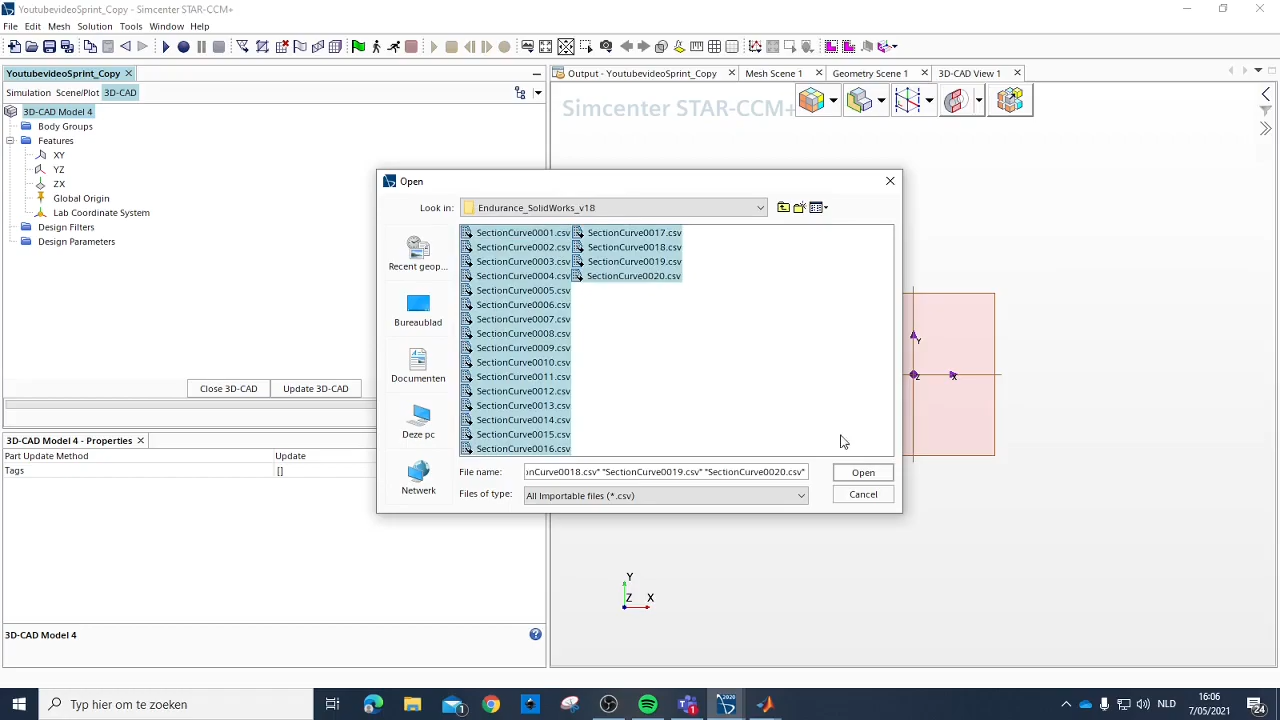 YoutubevideoSprint_Copy - Simcenter STAR-CCM+
File Edit Mesh Solution Tools Window Help
YoutubevideoSprint_Copy
Simulation Scene/Plot 3D-CAD
3D-CAD Model 4
Body Groups
Features
XY
YZ
ZX
Global Origin
Lab Coordinate System
Design Filters
Design Parameters
Close 3D-CAD Update 3D-CAD
3D-CAD Model 4 - Properties
Part Update Method Update
Tags []
3D-CAD Model 4
Output - YoutubevideoSprint_Copy Mesh Scene 1 Geometry Scene 1 3D-CAD View 1
Simcenter STAR-CCM+
Open
Look in: Endurance_SolidWorks_v18
Recent geop...
Bureaublad
Documenten
Deze pc
Netwerk
SectionCurve0001.csv
SectionCurve0002.csv
SectionCurve0003.csv
SectionCurve0004.csv
SectionCurve0005.csv
SectionCurve0006.csv
SectionCurve0007.csv
SectionCurve0008.csv
SectionCurve0009.csv
SectionCurve0010.csv
SectionCurve0011.csv
SectionCurve0012.csv
SectionCurve0013.csv
SectionCurve0014.csv
SectionCurve0015.csv
SectionCurve0016.csv
SectionCurve0017.csv
SectionCurve0018.csv
SectionCurve0019.csv
SectionCurve0020.csv
File name: nCurve0018.csv" "SectionCurve0019.csv" "SectionCurve0020.csv" Open
Files of type: All Importable files (*.csv) Cancel
Y
Z X
Y
Z X
Typ hier om te zoeken
2020
1
1
NLD
16:06
7/05/2021
24